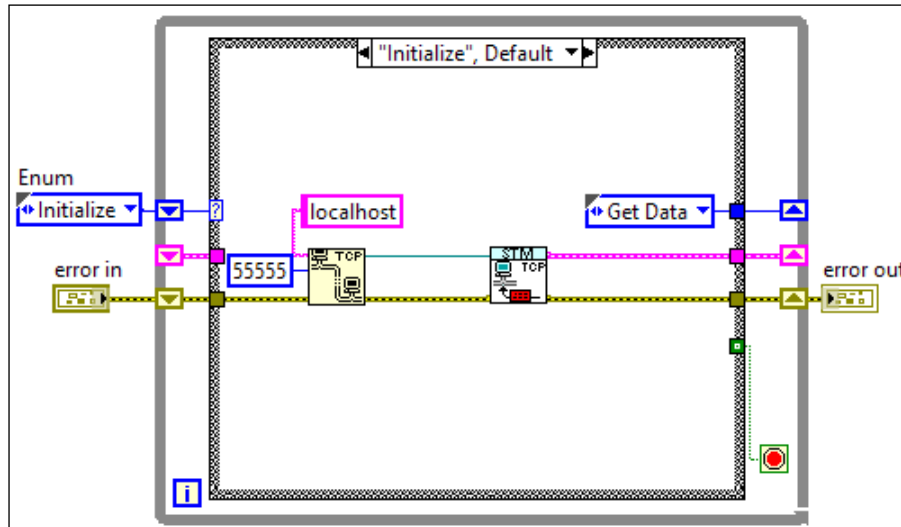 "Initialize", Default
Enum
Initialize
localhost
Get Data
55555
TCP
STM
TCP
error in
error out
?
i